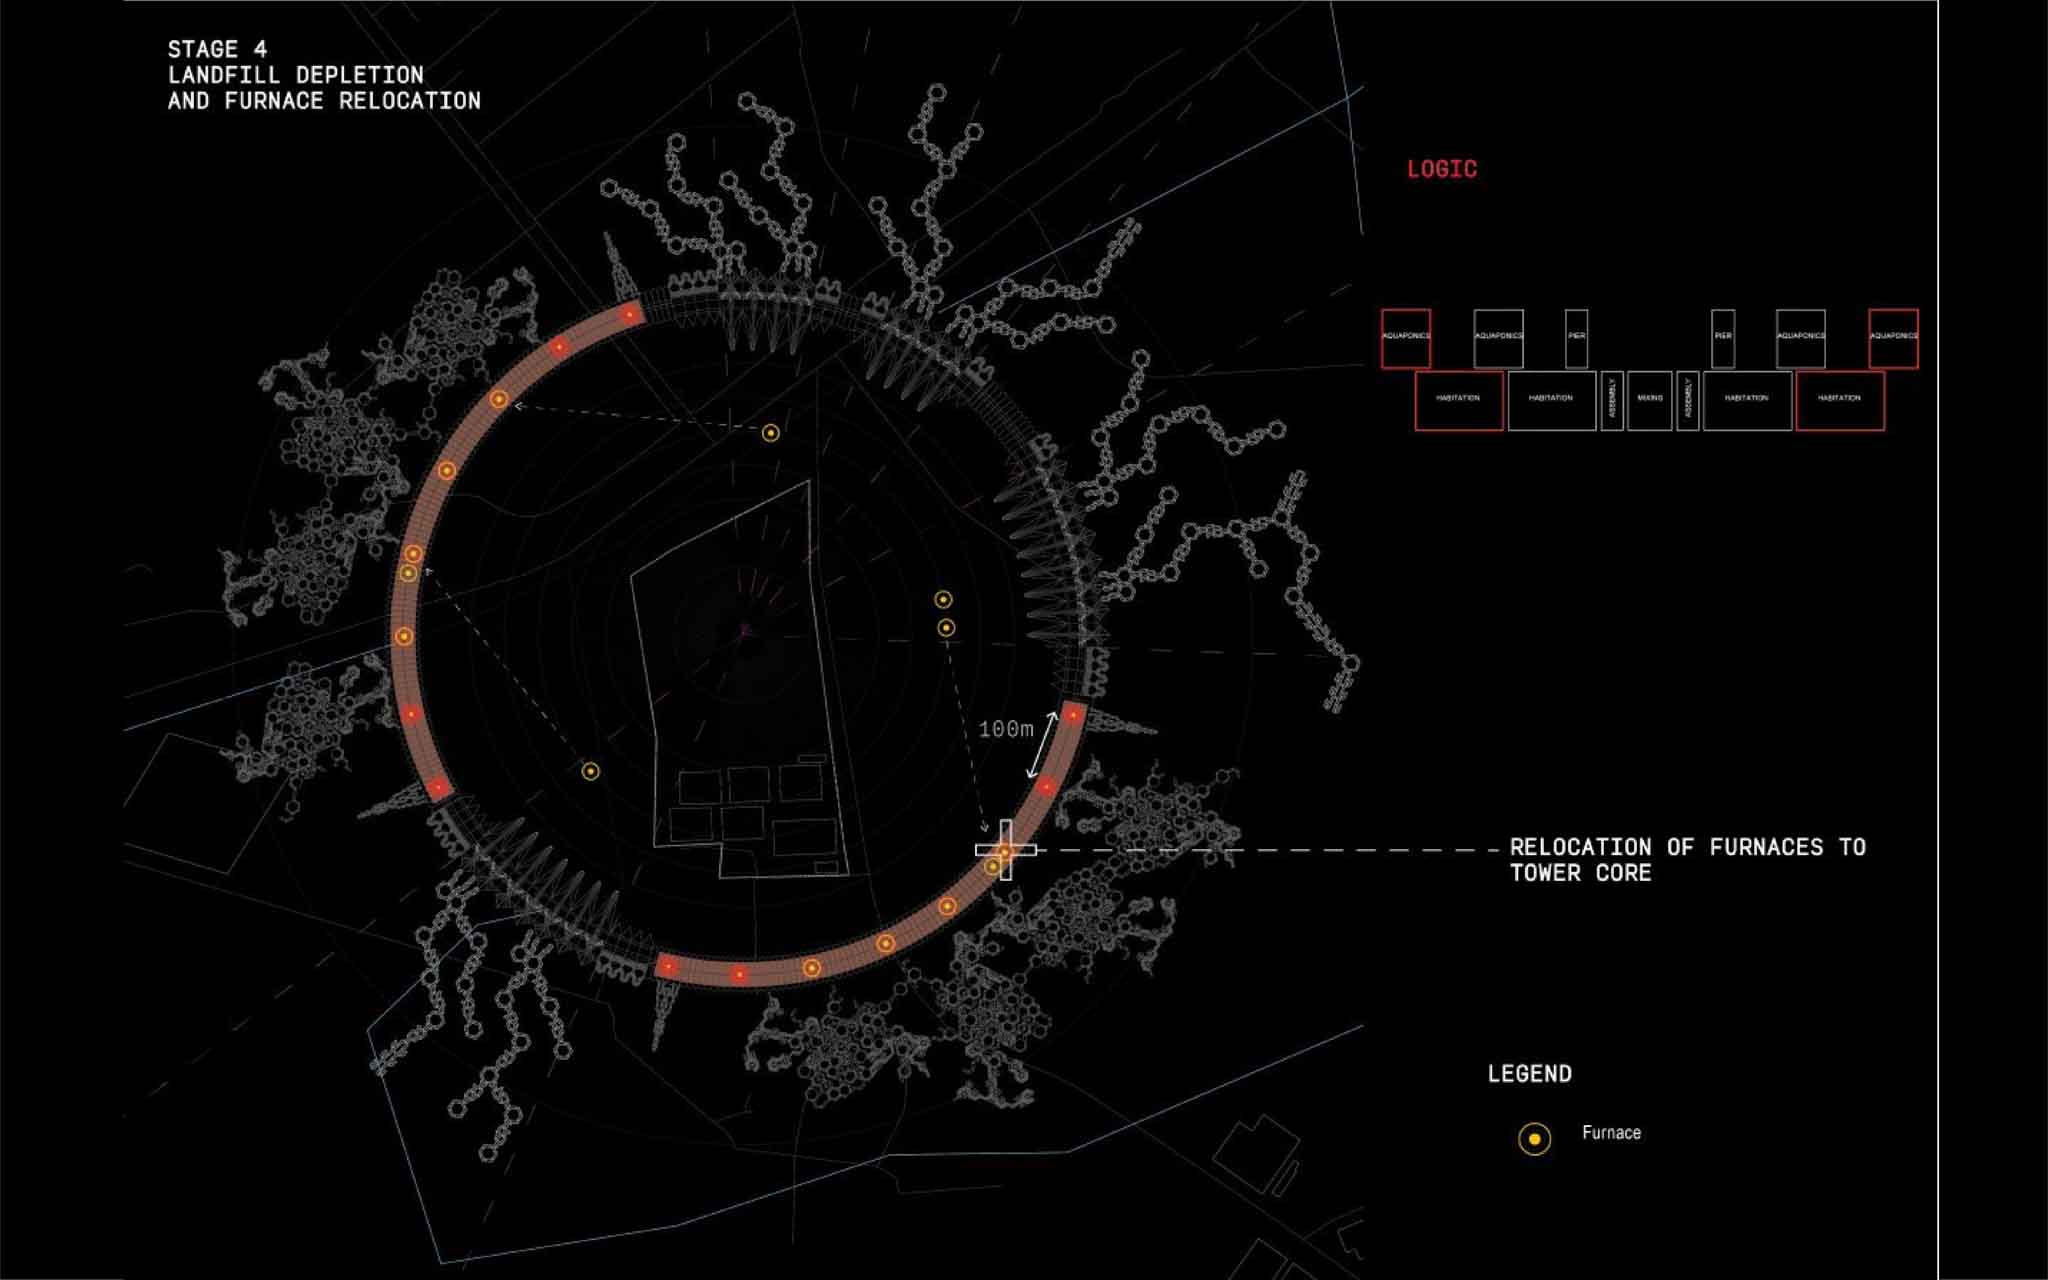 STAGE 4
LANDFILL DEPLETION
AND FURNACE RELOCATION
LOGIC
AQUAPONICS AQUAPONICS PIER PIER AQUAPONICS AQUAPONICS
HABITATION HABITATION ASSEMBLY MIXING ASSEMBLY HABITATION HABITATION
100m
RELOCATION OF FURNACES TO
TOWER CORE
LEGEND
Furnace